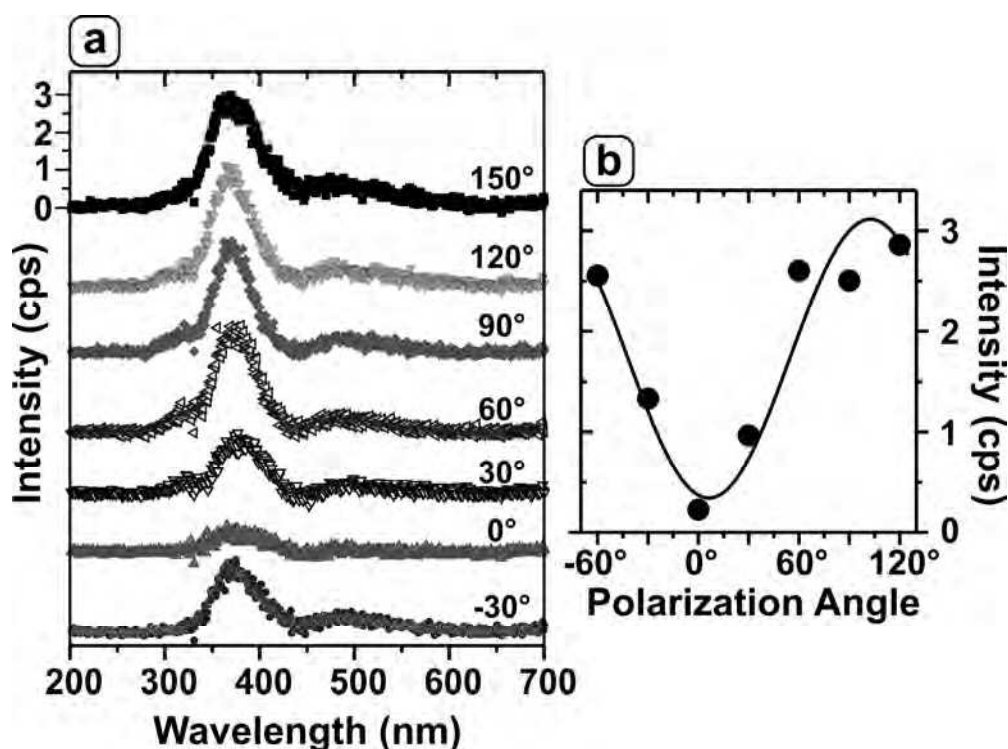 a
3
2
1
0
150°
120°
90°
60°
30°
0°
-30°
Intensity (cps)
200 300 400 500 600 700
Wavelength (nm)
b
3
2
1
0
Intensity (cps)
-60° 0° 60° 120°
Polarization Angle